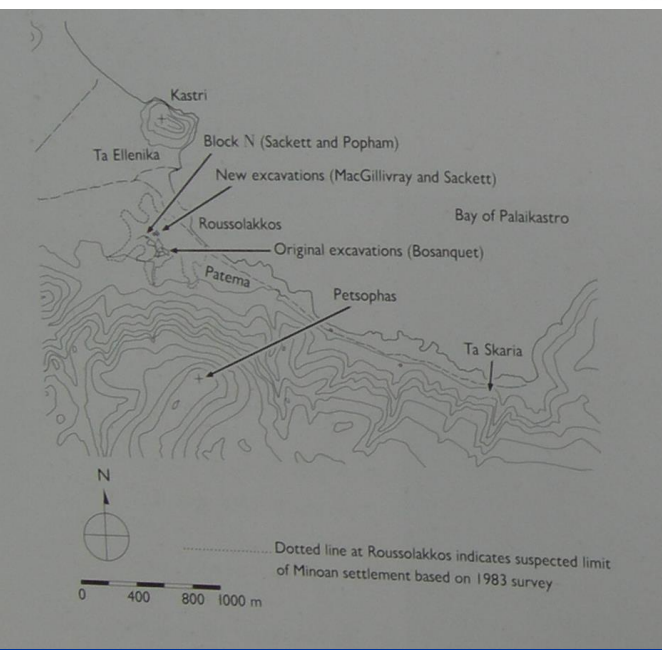 Kastri
Block N (Sackett and Popham)
Ta Ellenika
New excavations (MacGillivray and Sackett)
Bay of Palaikastro
Roussolakkos
Original excavations (Bosanquet)
Patema
Petsophas
Ta Skaria
N
Dotted line at Roussolakkos indicates suspected limit
of Minoan settlement based on 1983 survey
0 400 800 1000 m